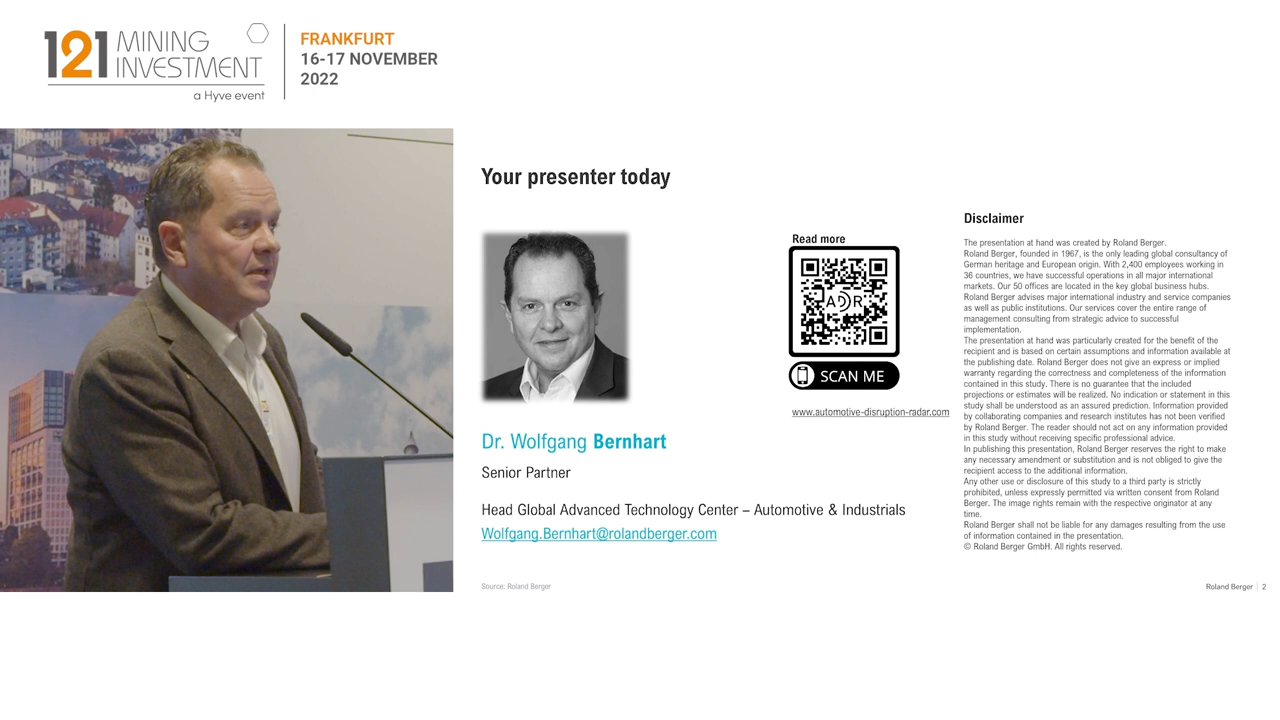 121 MINING INVESTMENT
a Hyve event
FRANKFURT
16-17 NOVEMBER
2022
Your presenter today
Read more
ADR
SCAN ME
www.automotive-disruption-radar.com
Dr. Wolfgang Bernhart
Senior Partner
Head Global Advanced Technology Center – Automotive & Industrials
Wolfgang.Bernhart@rolandberger.com
Disclaimer
The presentation at hand was created by Roland Berger.
Roland Berger, founded in 1967, is the only leading global consultancy of
German heritage and European origin. With 2,400 employees working in
36 countries, we have successful operations in all major international
markets. Our 50 offices are located in the key global business hubs.
Roland Berger advises major international industry and service companies
as well as public institutions. Our services cover the entire range of
management consulting from strategic advice to successful
implementation.
The presentation at hand was particularly created for the benefit of the
recipient and is based on certain assumptions and information available at
the publishing date. Roland Berger does not give an express or implied
warranty regarding the correctness and completeness of the information
contained in this study. There is no guarantee that the included
projections or estimates will be realized. No indication or statement in this
study shall be understood as an assured prediction. Information provided
by collaborating companies and research institutes has not been verified
by Roland Berger. The reader should not act on any information provided
in this study without receiving specific professional advice.
In publishing this presentation, Roland Berger reserves the right to make
any necessary amendment or substitution and is not obliged to give the
recipient access to the additional information.
Any other use or disclosure of this study to a third party is strictly
prohibited, unless expressly permitted via written consent from Roland
Berger. The image rights remain with the respective originator at any
time.
Roland Berger shall not be liable for any damages resulting from the use
of information contained in the presentation.
© Roland Berger GmbH. All rights reserved.
Source: Roland Berger
Roland Berger | 2